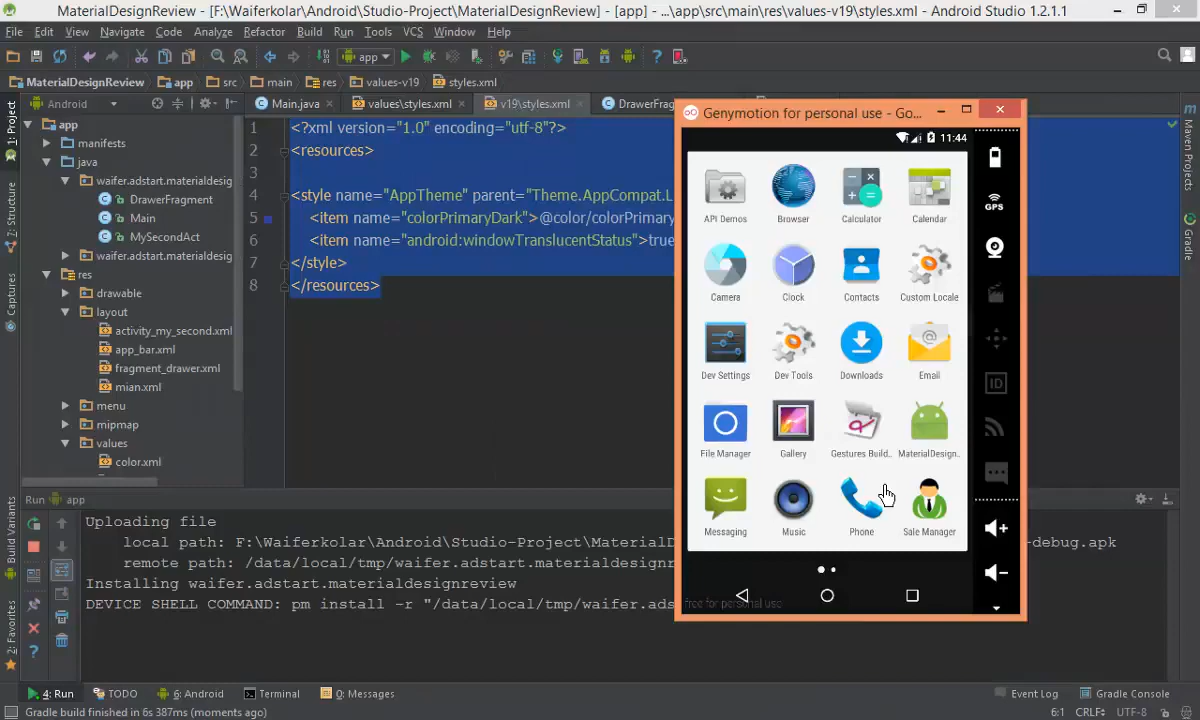 MaterialDesignReview - [F:\Waiferkolar\Android\Studio-Project\MaterialDesignReview] - [app] - ...\app\src\main\res\values-v19\styles.xml - Android Studio 1.2.1.1
File Edit View Navigate Code Analyze Refactor Build Run Tools VCS Window Help
app
MaterialDesignReview app src main res values-v19 styles.xml
Android
Main.java values\styles.xml v19\styles.xml DrawerFrag
1: Project
7: Structure
Captures
Build Variants
2: Favorites
Maven Projects
Gradle
app
manifests
java
waifer.adstart.materialdesig
DrawerFragment
Main
MySecondAct
waifer.adstart.materialdesig
res
drawable
layout
activity_my_second.xml
app_bar.xml
fragment_drawer.xml
mian.xml
menu
mipmap
values
color.xml
1 <?xml version="1.0" encoding="utf-8"?>
2 <resources>
3
4 <style name="AppTheme" parent="Theme.AppCompat.L
5 <item name="colorPrimaryDark">@color/colorPrimary
6 <item name="android:windowTranslucentStatus">true
7 </style>
8 </resources>
Genymotion for personal use - Go...
11:44
API Demos Browser Calculator Calendar
Camera Clock Contacts Custom Locale
Dev Settings Dev Tools Downloads Email
File Manager Gallery Gestures Build.. MaterialDesign..
Messaging Music Phone Sale Manager
free for personal use
GPS
ID
Run app
Uploading file
local path: F:\Waiferkolar\Android\Studio-Project\MaterialD
-debug.apk
remote path: /data/local/tmp/waifer.adstart.materialdesignr
Installing waifer.adstart.materialdesignreview
DEVICE SHELL COMMAND: pm install -r "/data/local/tmp/waifer.ads
4: Run TODO 6: Android Terminal 0: Messages Event Log Gradle Console
Gradle build finished in 6s 387ms (moments ago) 6:1 CRLF÷ UTF-8